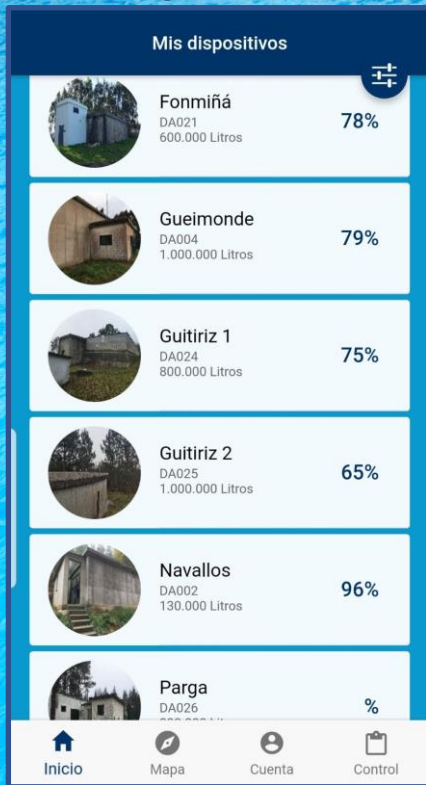 Mis dispositivos
Fonmiñá
DA021
600.000 Litros
78%
Gueimonde
DA004
1.000.000 Litros
79%
Guitiriz 1
DA024
800.000 Litros
75%
Guitiriz 2
DA025
1.000.000 Litros
65%
Navallos
DA002
130.000 Litros
96%
Parga
DA026
%
Inicio
Mapa
Cuenta
Control